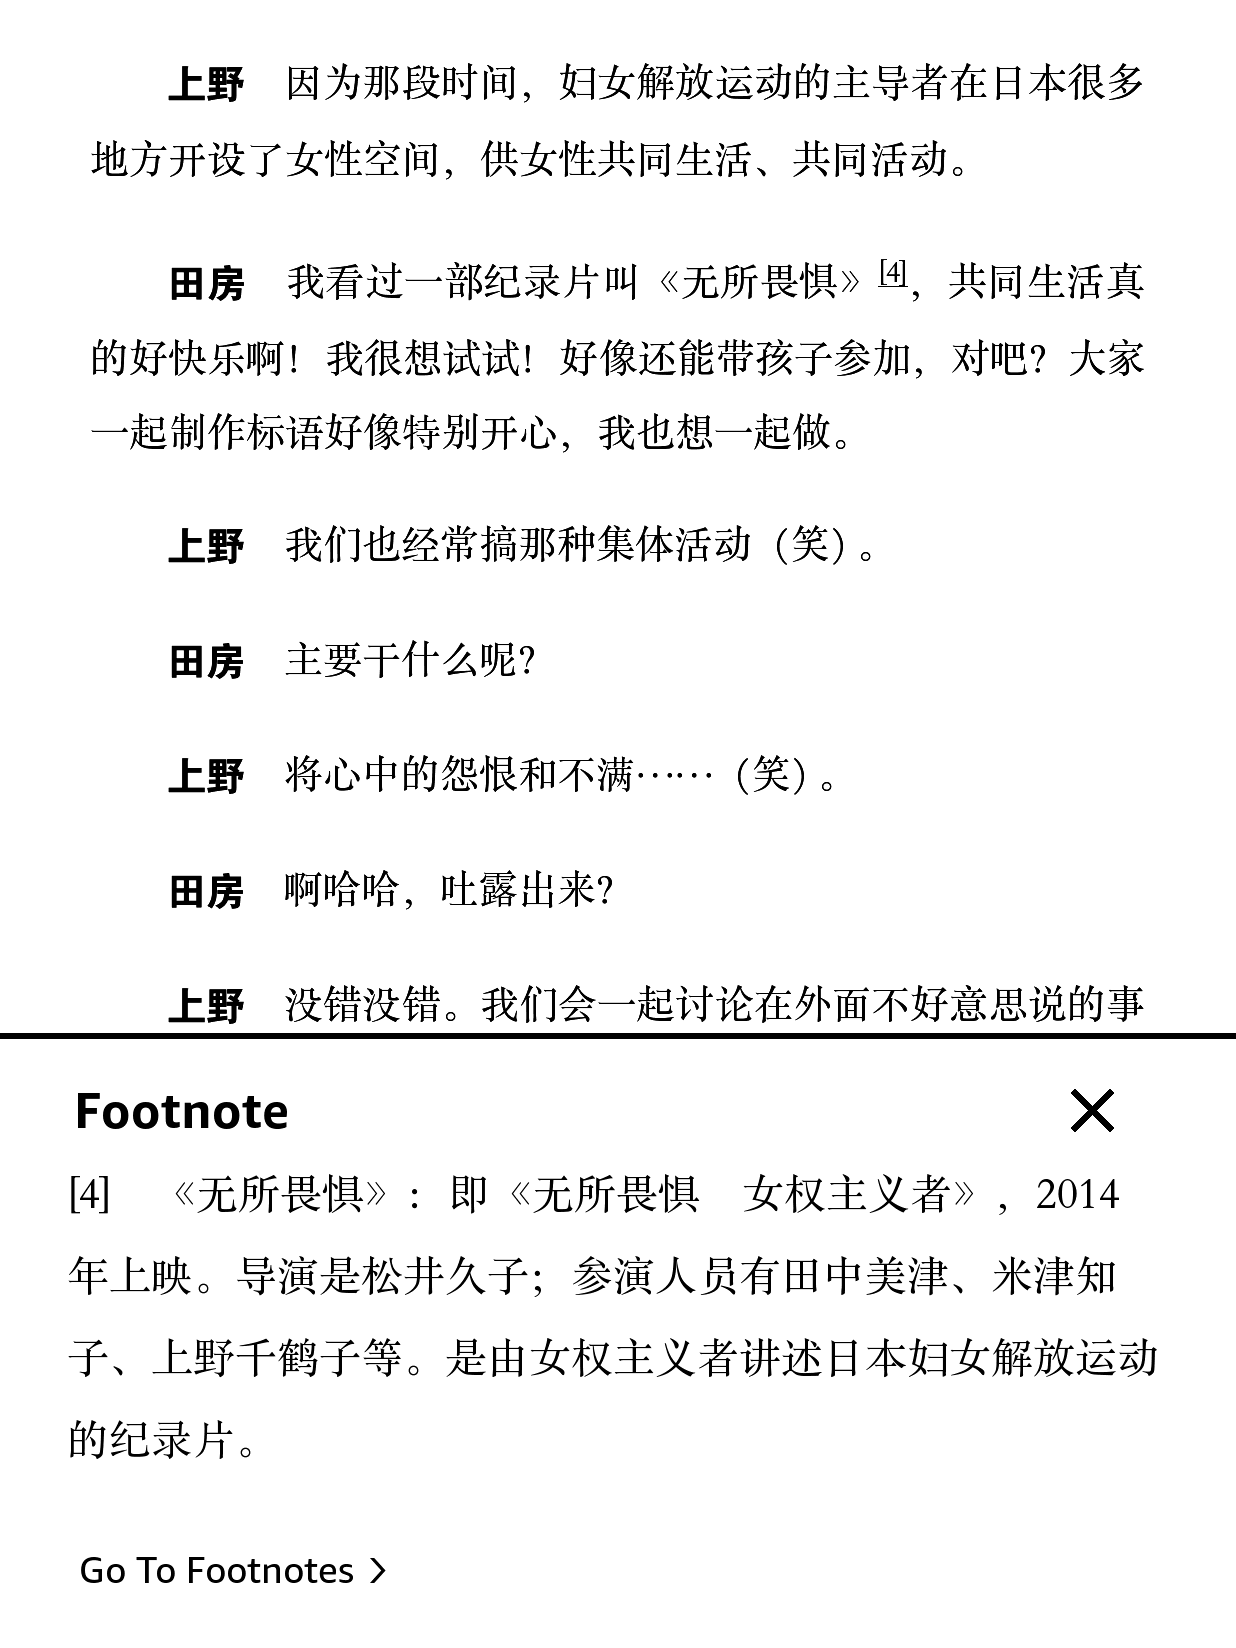 上野　因为那段时间，妇女解放运动的主导者在日本很多
地方开设了女性空间，供女性共同生活、共同活动。
田房　我看过一部纪录片叫《无所畏惧》[4]，共同生活真
的好快乐啊！我很想试试！好像还能带孩子参加，对吧？大家
一起制作标语好像特别开心，我也想一起做。
上野　我们也经常搞那种集体活动（笑）。
田房　主要干什么呢？
上野　将心中的怨恨和不满……（笑）。
田房　啊哈哈，吐露出来？
上野　没错没错。我们会一起讨论在外面不好意思说的事
Footnote
[4]　《无所畏惧》：即《无所畏惧　女权主义者》，2014
年上映。导演是松井久子；参演人员有田中美津、米津知
子、上野千鹤子等。是由女权主义者讲述日本妇女解放运动
的纪录片。
Go To Footnotes >